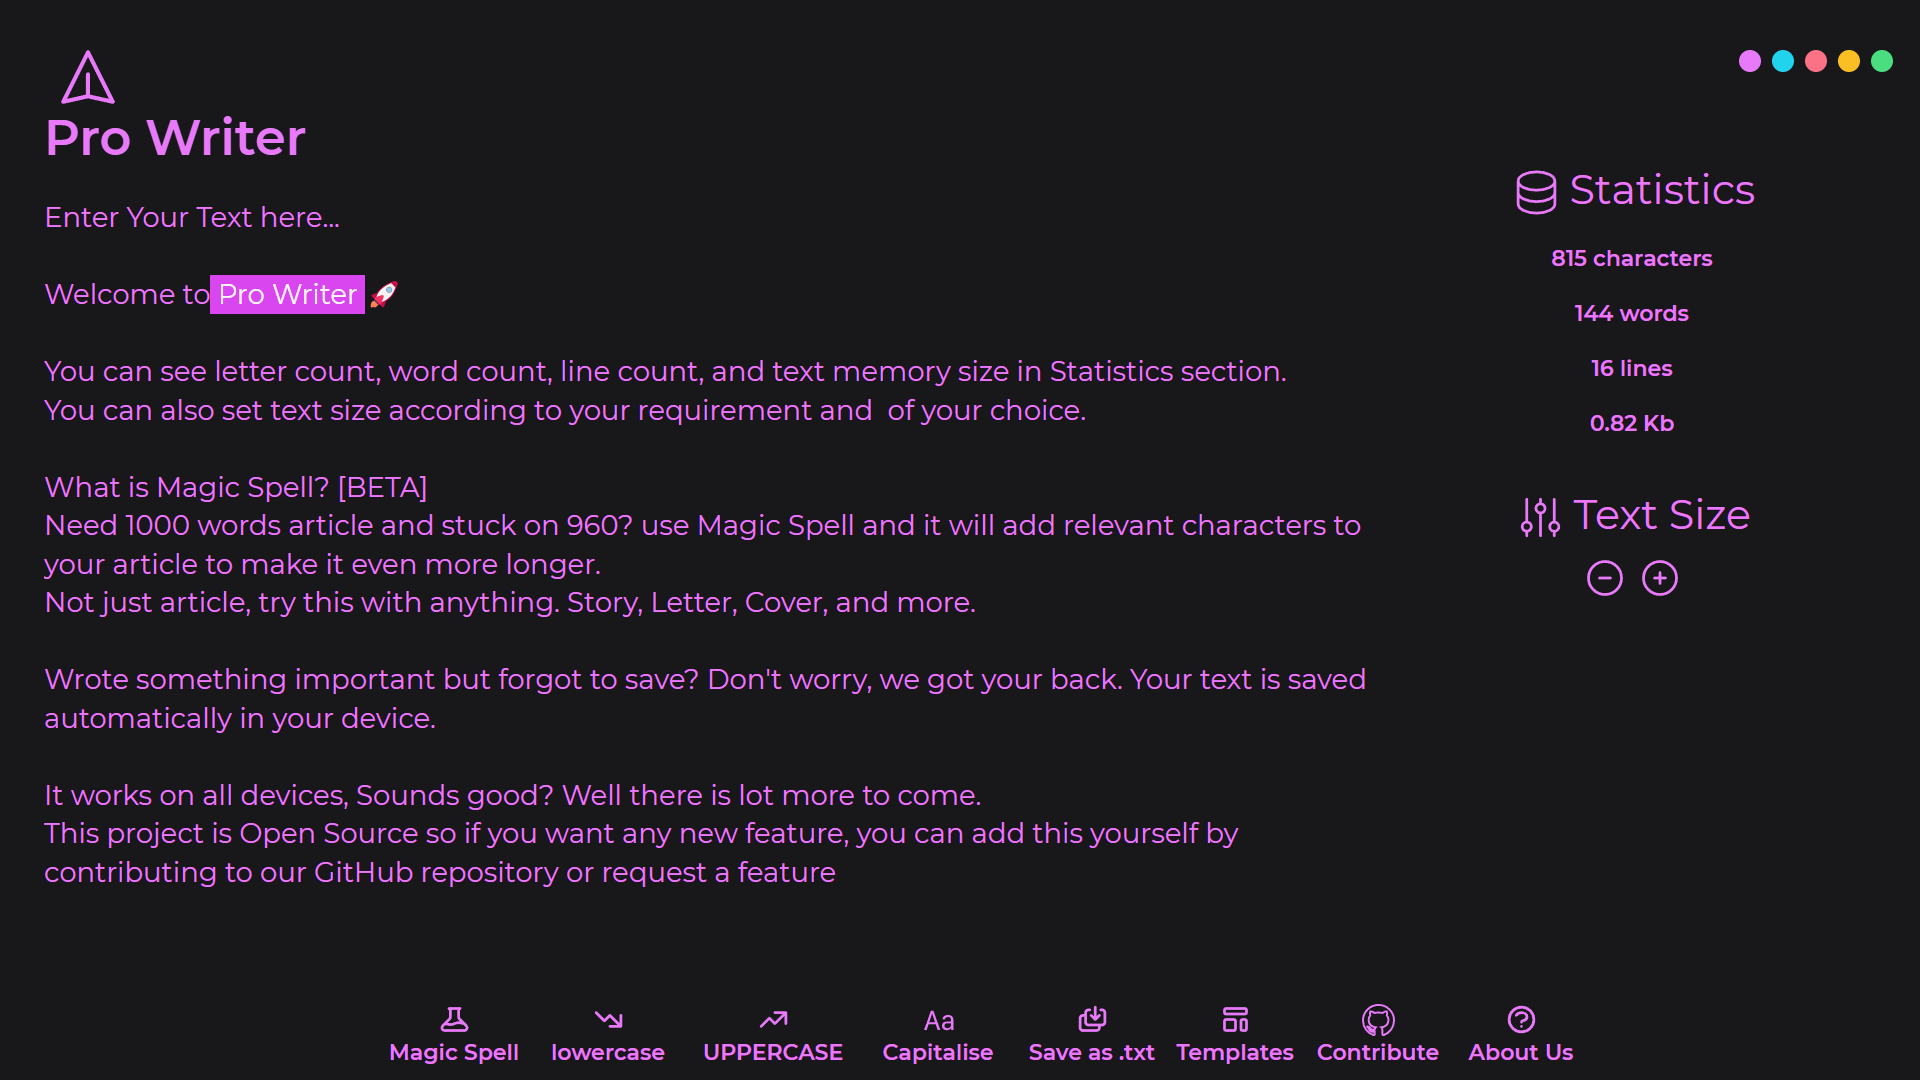 Pro Writer
Enter Your Text here...
Welcome to Pro Writer 🚀
You can see letter count, word count, line count, and text memory size in Statistics section.
You can also set text size according to your requirement and  of your choice.
What is Magic Spell? [BETA]
Need 1000 words article and stuck on 960? use Magic Spell and it will add relevant characters to
your article to make it even more longer.
Not just article, try this with anything. Story, Letter, Cover, and more.
Wrote something important but forgot to save? Don't worry, we got your back. Your text is saved
automatically in your device.
It works on all devices, Sounds good? Well there is lot more to come.
This project is Open Source so if you want any new feature, you can add this yourself by
contributing to our GitHub repository or request a feature
Statistics
815 characters
144 words
16 lines
0.82 Kb
Text Size
Aa
Magic Spell
lowercase
UPPERCASE
Capitalise
Save as .txt
Templates
Contribute
About Us